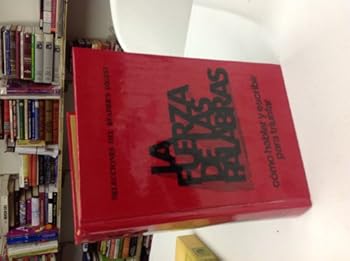 SELECCIONES DEL READER'S DIGEST
LA
FUERZA
DE LAS
PALABRAS
cómo hablar y escribir
para triunfar